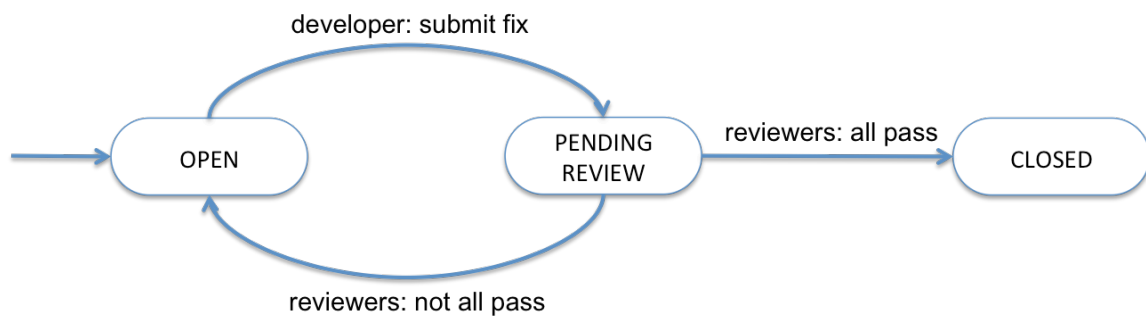 developer: submit fix
OPEN
PENDING
REVIEW
reviewers: all pass
CLOSED
reviewers: not all pass